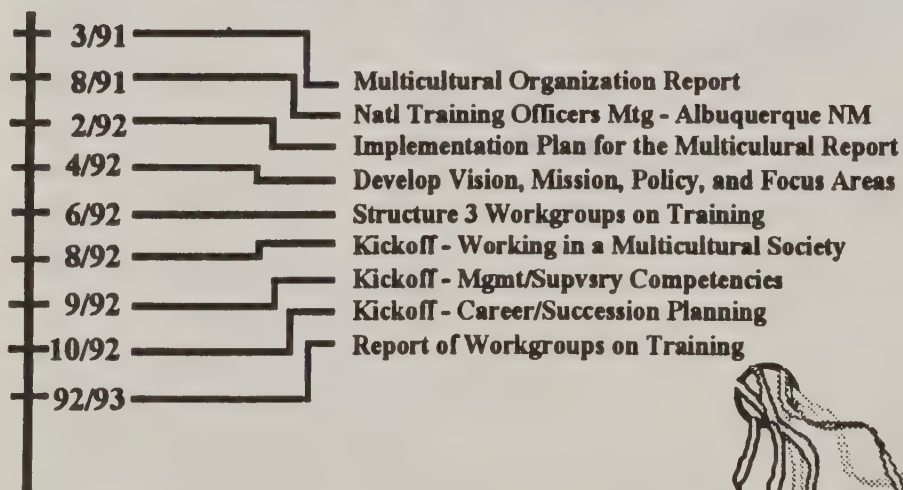 3/91
8/91
2/92
4/92
6/92
8/92
9/92
10/92
92/93
Multicultural Organization Report
Natl Training Officers Mtg - Albuquerque NM
Implementation Plan for the Multiculural Report
Develop Vision, Mission, Policy, and Focus Areas
Structure 3 Workgroups on Training
Kickoff - Working in a Multicultural Society
Kickoff - Mgmt/Supvsry Competencies
Kickoff - Career/Succession Planning
Report of Workgroups on Training